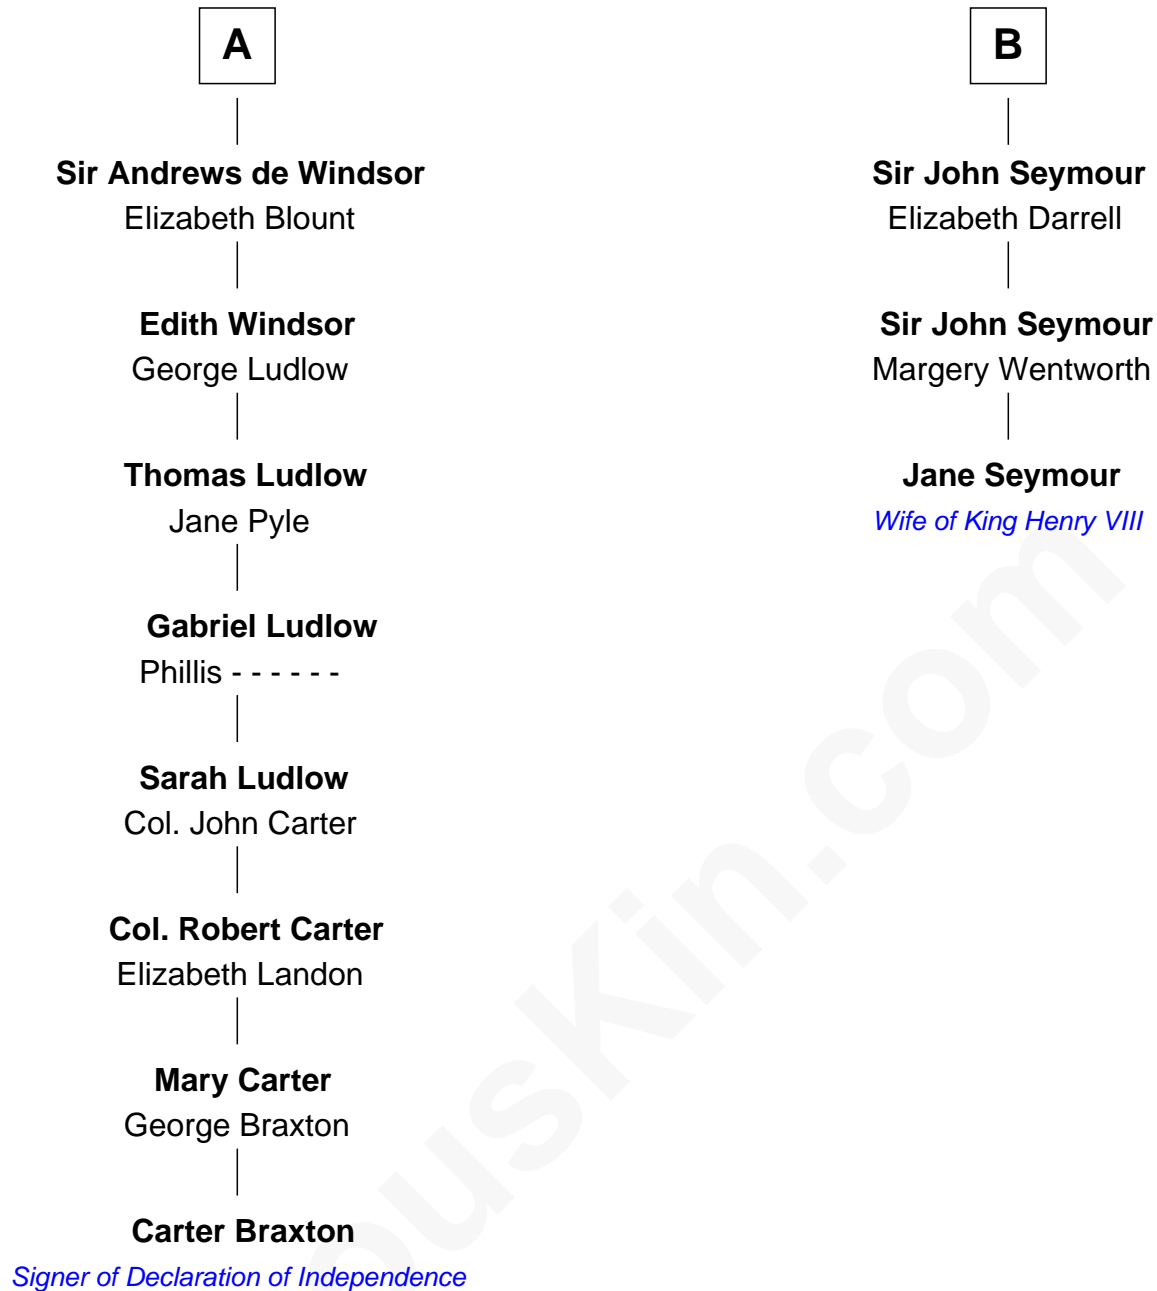 A
Sir Andrews de Windsor
Elizabeth Blount
Edith Windsor
George Ludlow
Thomas Ludlow
Jane Pyle
Gabriel Ludlow
Phillis - - - - - -
Sarah Ludlow
Col. John Carter
Col. Robert Carter
Elizabeth Landon
Mary Carter
George Braxton
Carter Braxton
Signer of Declaration of Independence
B
Sir John Seymour
Elizabeth Darrell
Sir John Seymour
Margery Wentworth
Jane Seymour
Wife of King Henry VIII
ousKin.com